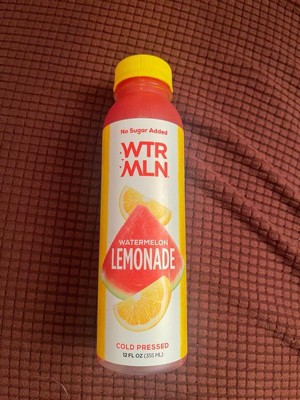 No Sugar Added
WTR
MLN
WATERMELON
LEMONADE
COLD PRESSED
12 FL OZ (355 mL)